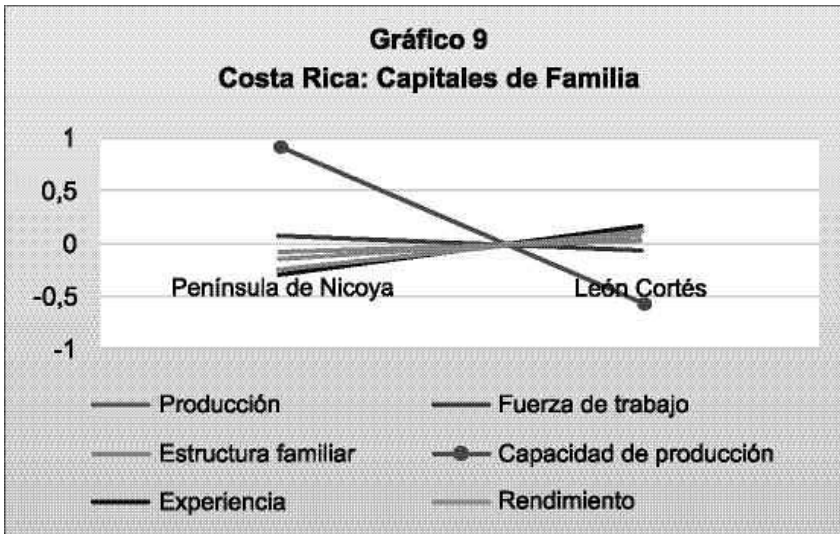 Gráfico 9
Costa Rica: Capitales de Familia
1
0,5
0
-0,5
-1
Península de Nicoya
León Cortés
Producción
Fuerza de trabajo
Estructura familiar
Capacidad de producción
Experiencia
Rendimiento